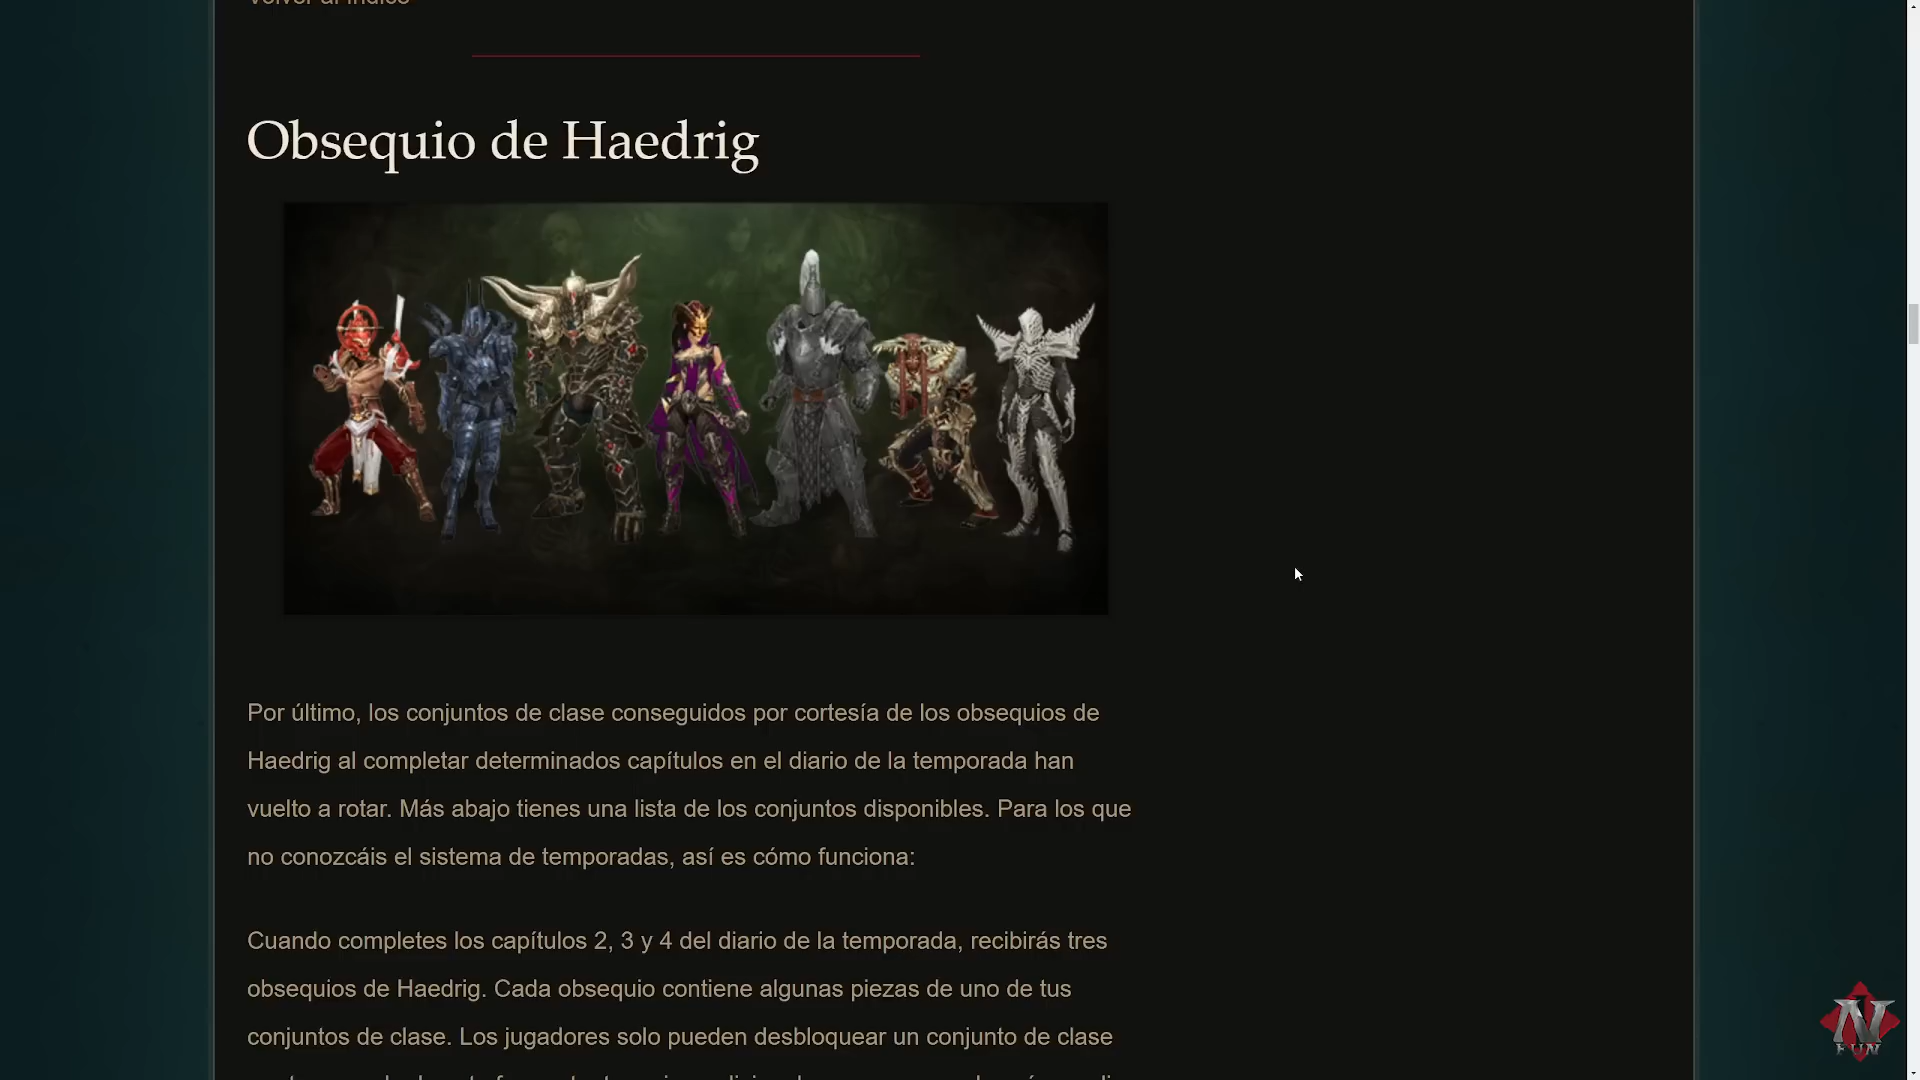 Volver al índice
Obsequio de Haedrig
Por último, los conjuntos de clase conseguidos por cortesía de los obsequios de
Haedrig al completar determinados capítulos en el diario de la temporada han
vuelto a rotar. Más abajo tienes una lista de los conjuntos disponibles. Para los que
no conozcáis el sistema de temporadas, así es cómo funciona:
Cuando completes los capítulos 2, 3 y 4 del diario de la temporada, recibirás tres
obsequios de Haedrig. Cada obsequio contiene algunas piezas de uno de tus
conjuntos de clase. Los jugadores solo pueden desbloquear un conjunto de clase
N
FUN